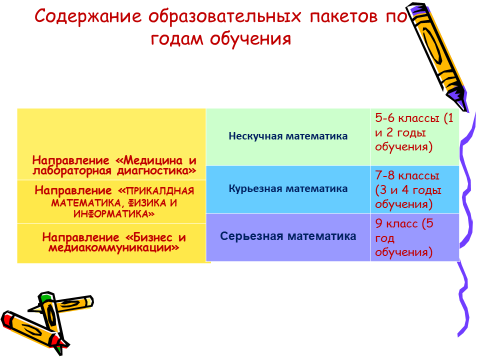 Содержание образовательных пакетов по
годам обучения
Направление «Медицина и
лабораторная диагностика»
Нескучная математика
5-6 классы (1
и 2 годы
обучения)
Направление «ПРИКАЛДНАЯ
МАТЕМАТИКА, ФИЗИКА И
ИНФОРМАТИКА»
Курьезная математика
7-8 классы
(3 и 4 годы
обучения)
Направление «Бизнес и
медиакоммуникации»
Серьезная математика
9 класс (5
год
обучения)